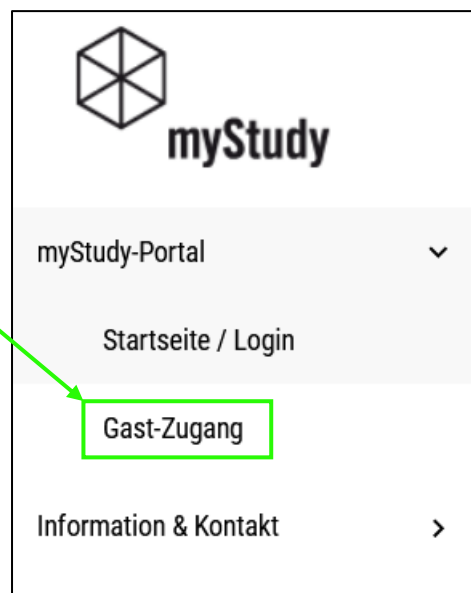 myStudy
myStudy-Portal
Startseite / Login
Gast-Zugang
Information & Kontakt